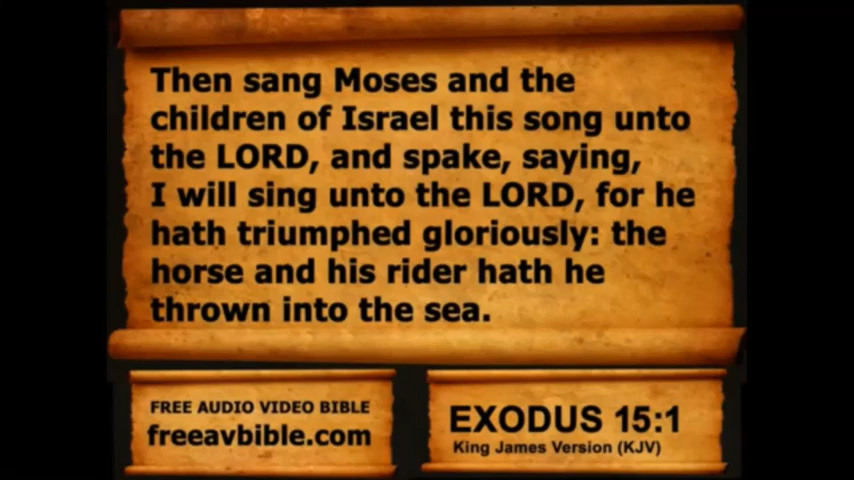 Then sang Moses and the
children of Israel this song unto
the LORD, and spake, saying,
I will sing unto the LORD, for he
hath triumphed gloriously: the
horse and his rider hath he
thrown into the sea.
FREE AUDIO VIDEO BIBLE
freeavbible.com
EXODUS 15:1
King James Version (KJV)